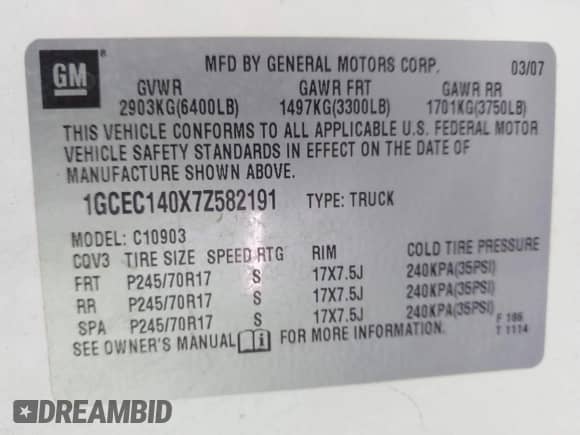 GM ®
MFD BY GENERAL MOTORS CORP. 03/07
GVWR GAWR FRT GAWR RR
2903KG(6400LB) 1497KG(3300LB) 1701KG(3750LB)
THIS VEHICLE CONFORMS TO ALL APPLICABLE U.S. FEDERAL MOTOR
VEHICLE SAFETY STANDARDS IN EFFECT ON THE DATE OF
MANUFACTURE SHOWN ABOVE.
1GCEC140X7Z582191 TYPE: TRUCK
MODEL: C10903
CQV3 TIRE SIZE SPEED RTG RIM COLD TIRE PRESSURE
FRT P245/70R17 S 17X7.5J 240KPA(35PSI)
RR P245/70R17 S 17X7.5J 240KPA(35PSI)
SPA P245/70R17 S 17X7.5J 240KPA(35PSI)
F 186
SEE OWNER'S MANUAL i FOR MORE INFORMATION. T 1114
DREAMBID